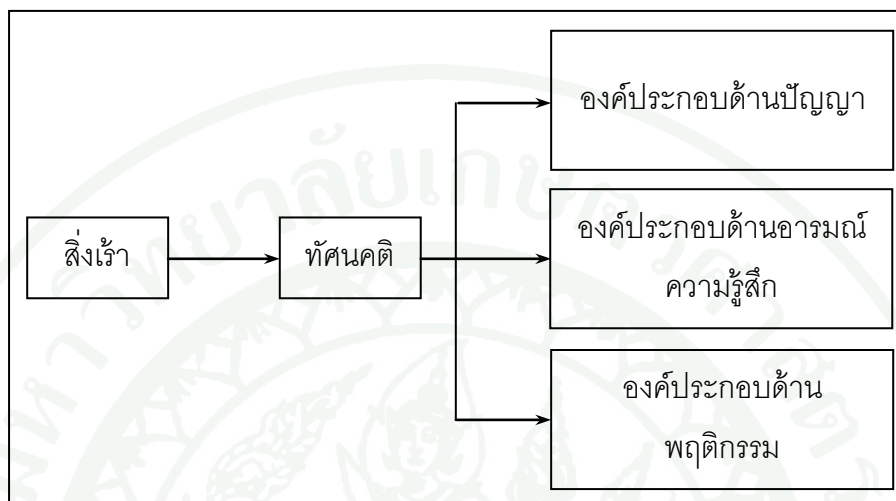 องค์ประกอบด้านปัญญา
สิ่งเร้า
ทัศนคติ
องค์ประกอบด้านอารมณ์
ความรู้สึก
องค์ประกอบด้าน
พฤติกรรม